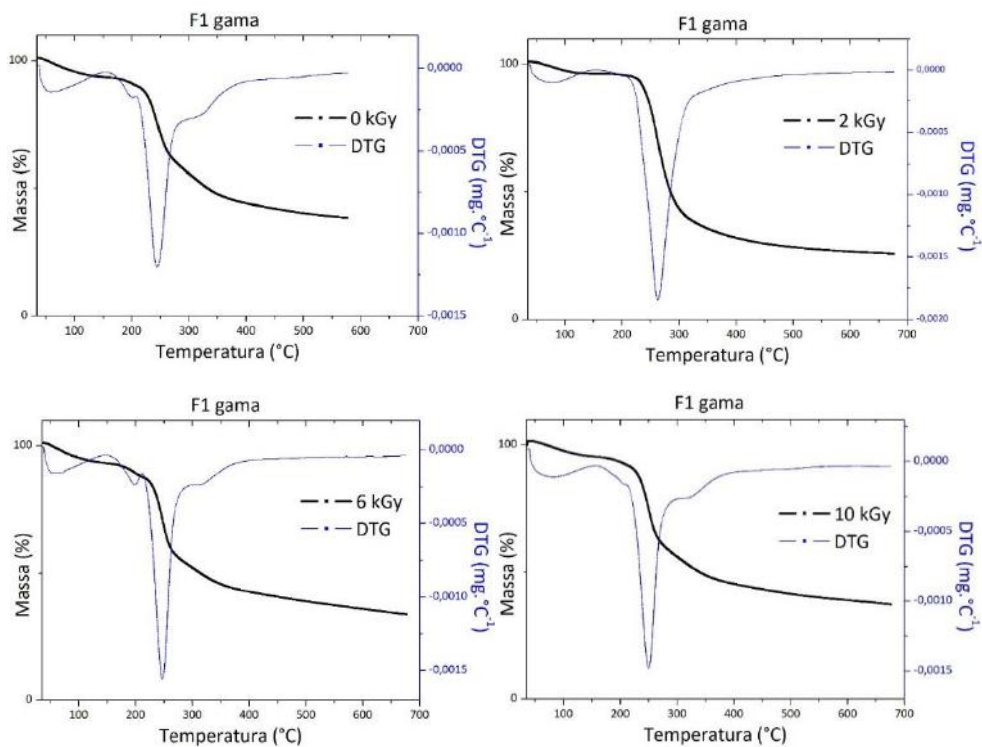 F1 gama
100
0
Massa (%)
0 kGy
DTG
0,0000
-0,0005
-0,0010
-0,0015
DTG (mg.°C-1)
100 200 300 400 500 600 700
Temperatura (°C)
F1 gama
100
0
Massa (%)
2 kGy
DTG
0,0000
-0,0005
-0,0010
-0,0015
-0,0020
DTG (mg.°C-1)
100 200 300 400 500 600 700
Temperatura (°C)
F1 gama
100
0
Massa (%)
6 kGy
DTG
0,0000
-0,0005
-0,0010
-0,0015
DTG (mg.°C-1)
100 200 300 400 500 600 700
Temperatura (°C)
F1 gama
100
0
Massa (%)
10 kGy
DTG
0,0000
-0,0005
-0,0010
-0,0015
DTG (mg.°C-1)
100 200 300 400 500 600 700
Temperatura (°C)